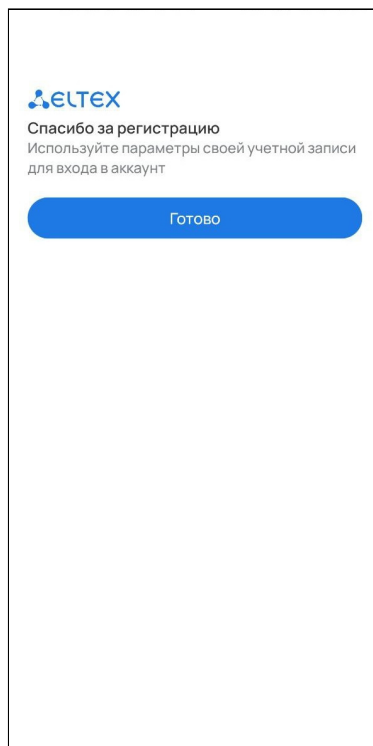 ELTEX
Спасибо за регистрацию
Используйте параметры своей учетной записи
для входа в аккаунт
Готово